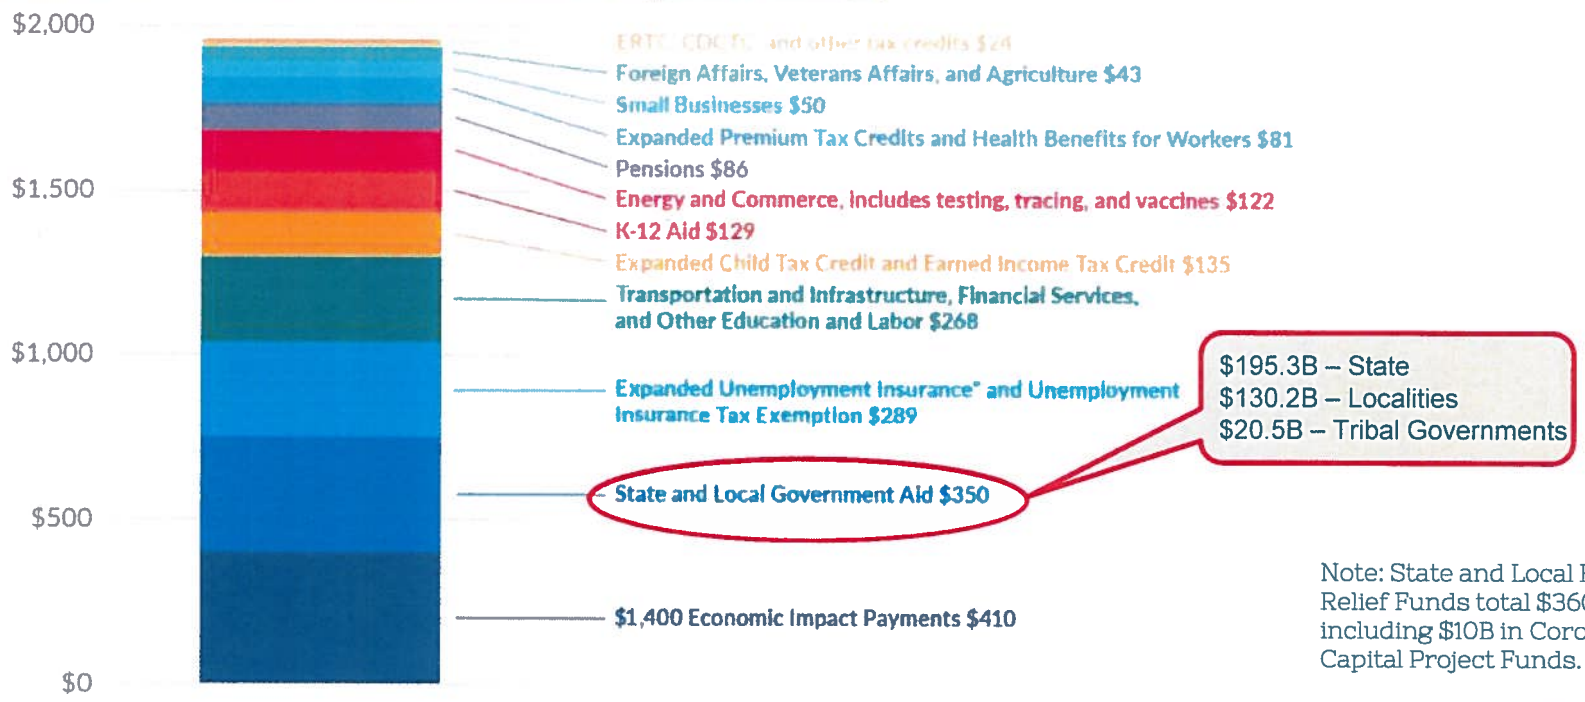 $2,000
$1,500
$1,000
$500
$0
and other tax credits $24
Foreign Affairs, Veterans Affairs, and Agriculture $43
Small Businesses $50
Expanded Premium Tax Credits and Health Benefits for Workers $81
Pensions $86
Energy and Commerce, includes testing, tracing, and vaccines $122
K-12 Aid $129
Expanded Child Tax Credit and Earned Income Tax Credit $135
Transportation and Infrastructure, Financial Services,
and Other Education and Labor $268
Expanded Unemployment Insurance* and Unemployment
Insurance Tax Exemption $289
State and Local Government Aid $350
$1,400 Economic Impact Payments $410
$195.3B – State
$130.2B – Localities
$20.5B – Tribal Governments
Note: State and Local
Relief Funds total
including $10B in
Capital Project Funds.